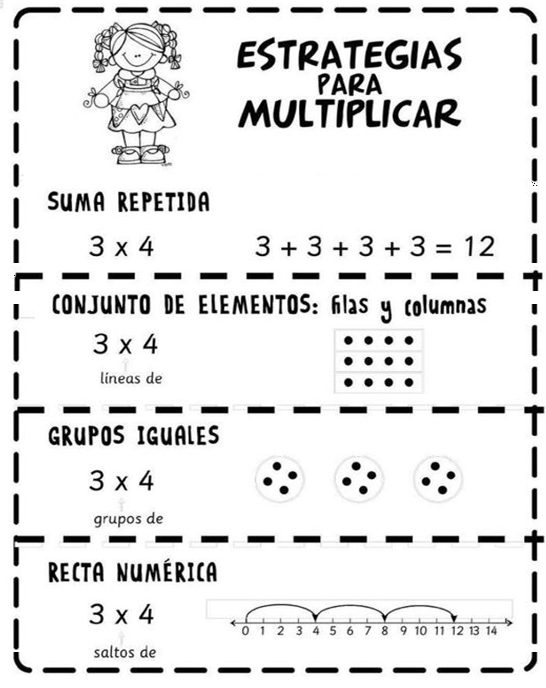 ESTRATEGIAS
PARA
MULTIPLICAR
SUMA REPETIDA
3 x 4 3 + 3 + 3 + 3 = 12
CONJUNTO DE ELEMENTOS: filas y columnas
3 x 4
líneas de
GRUPOS IGUALES
3 x 4
grupos de
RECTA NUMÉRICA
3 x 4
0 1 2 3 4 5 6 7 8 9 10 11 12 13 14
saltos de